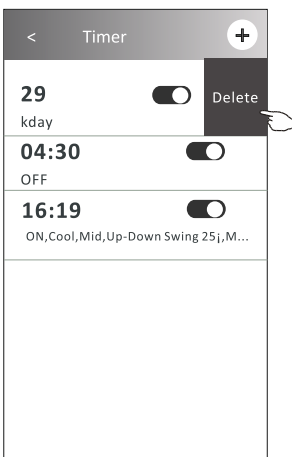 < Timer +
29 Delete
kday
04:30
OFF
16:19
ON,Cool,Mid,Up-Down Swing 25¡,M...